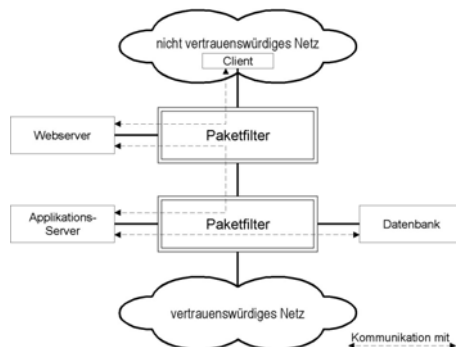 nicht vertrauenswürdiges Netz
Client
Webserver
Paketfilter
Applikations-
Server
Paketfilter
Datenbank
vertrauenswürdiges Netz
Kommunikation mit